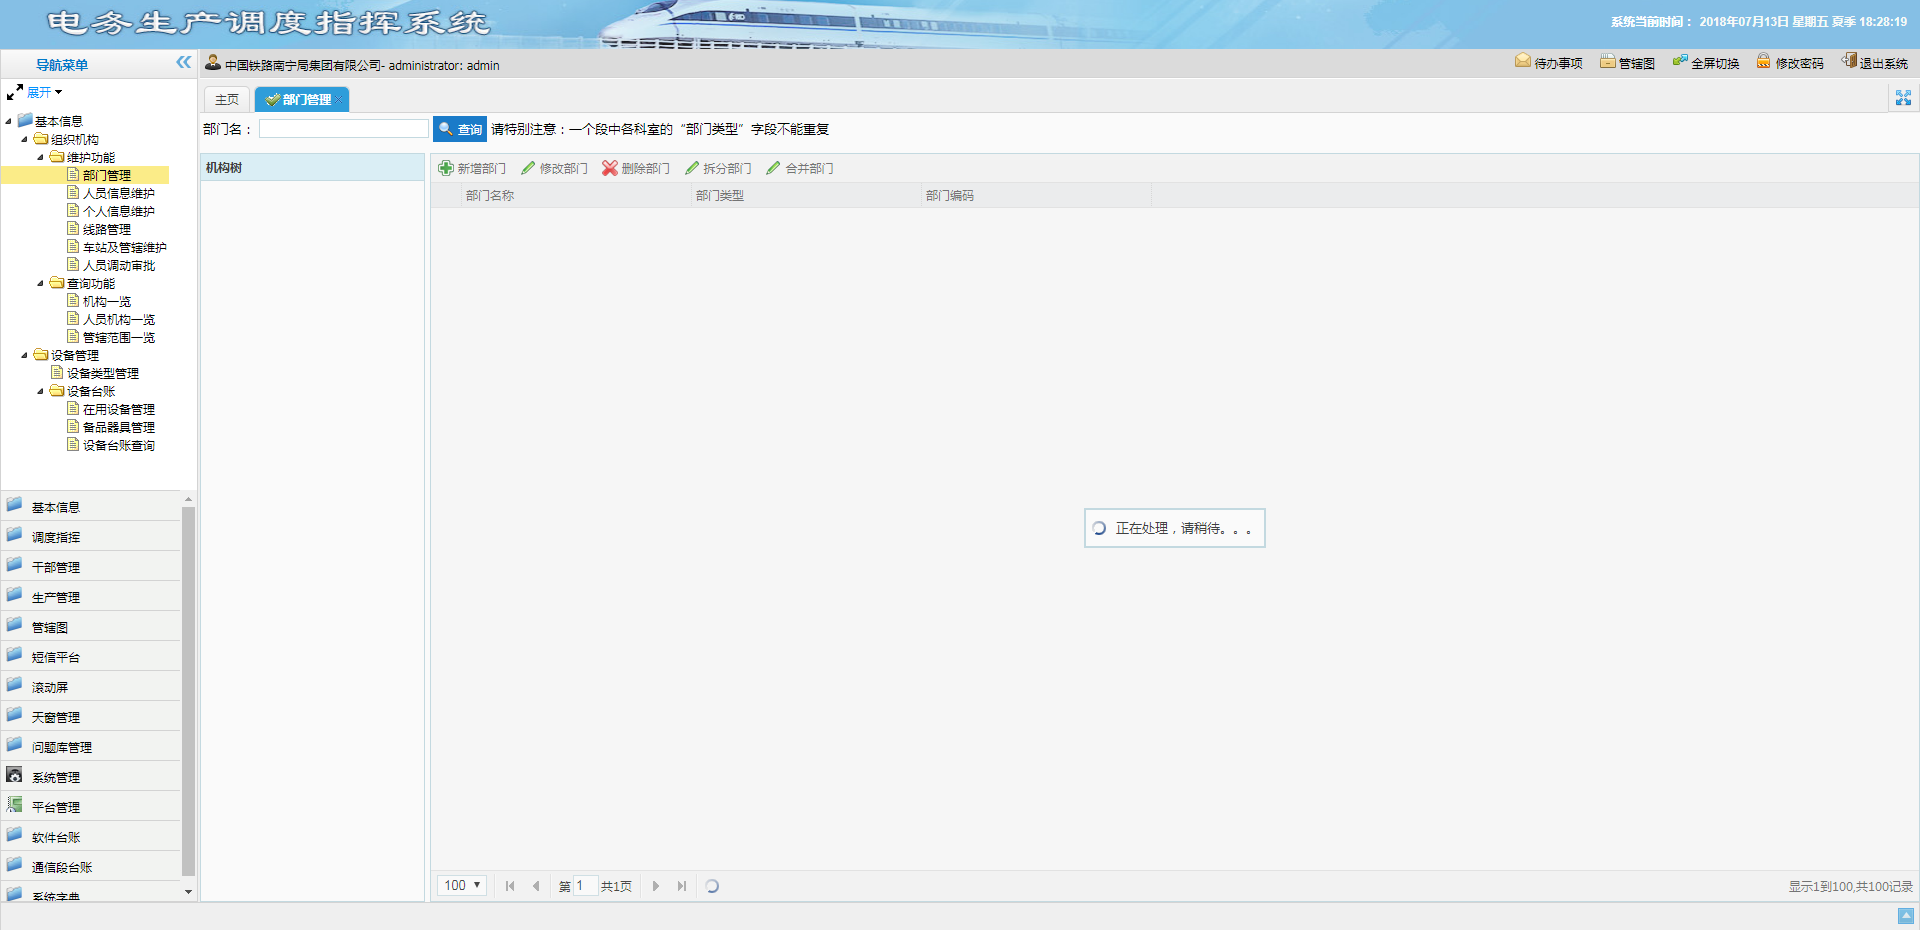 电务生产调度指挥系统
系统当前时间： 2018年07月13日 星期五 夏季 18:28:19
导航菜单
中国铁路南宁局集团有限公司- administrator: admin
待办事项
管辖图
全屏切换
修改密码
退出系统
展开
主页
部门管理
部门名：
查询
请特别注意：一个段中各科室的“部门类型”字段不能重复
基本信息
组织机构
维护功能
部门管理
人员信息维护
个人信息维护
线路管理
车站及管辖维护
人员调动审批
查询功能
机构一览
人员机构一览
管辖范围一览
设备管理
设备类型管理
设备台账
在用设备管理
备品器具管理
设备台账查询
基本信息
调度指挥
干部管理
生产管理
管辖图
短信平台
滚动屏
天窗管理
问题库管理
系统管理
平台管理
软件台账
通信段台账
系统字典
机构树
新增部门
修改部门
删除部门
拆分部门
合并部门
部门名称
部门类型
部门编码
正在处理，请稍待。。。
100
第 1 共1页
显示1到100,共100记录